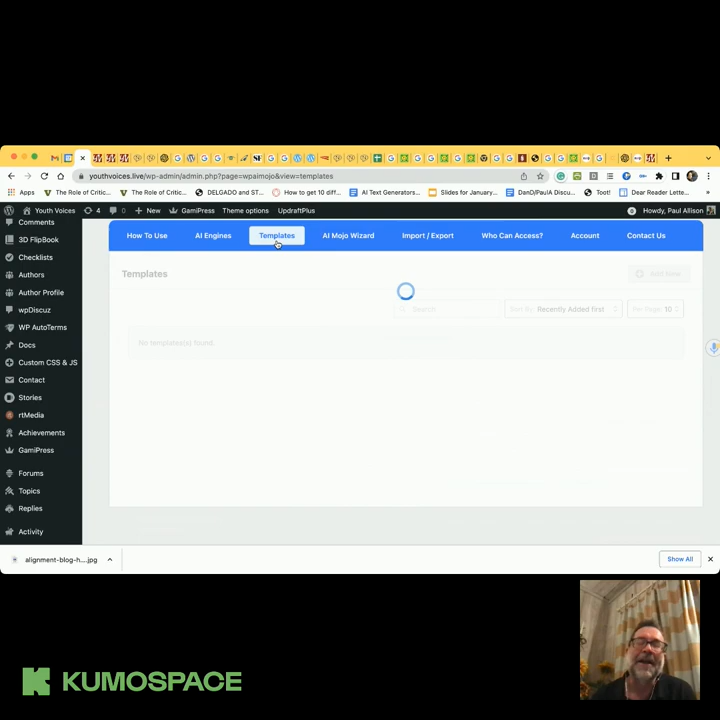 youthvoices.live/wp-admin/admin.php?page=wpaimojo&view=templates
Apps
The Role of Critic...
The Role of Critic...
DELGADO and ST...
How to get 10 diff...
AI Text Generators...
Slides for January...
DanD/PaulA Discu...
Toot!
Dear Reader Letter...
Youth Voices
4
0
New
GamiPress
Theme options
UpdraftPlus
Howdy, Paul Allison
Comments
3D FlipBook
Checklists
Authors
Author Profile
wpDiscuz
WP AutoTerms
Docs
Custom CSS & JS
Contact
Stories
rtMedia
Achievements
GamiPress
Forums
Topics
Replies
Activity
How To Use
AI Engines
Templates
AI Mojo Wizard
Import / Export
Who Can Access?
Account
Contact Us
Templates
Add New
Search
Sort By: Recently Added first
Per Page: 10
No templates(s) found.
alignment-blog-h....jpg
Show All
KUMOSPACE